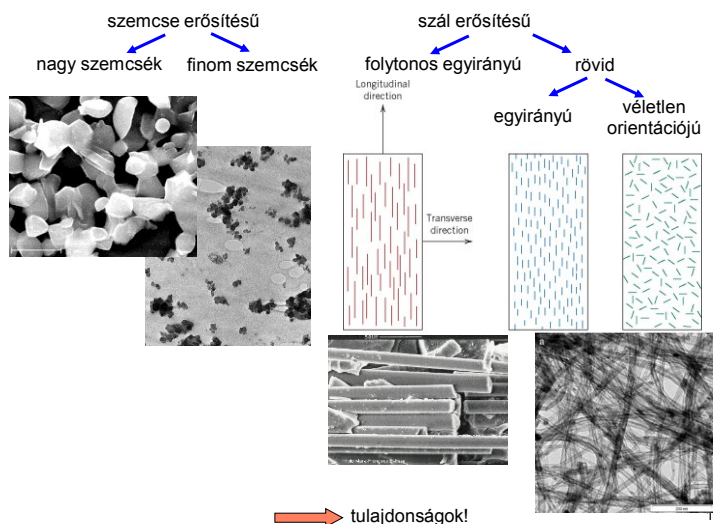 szemcse erősítésű
szál erősítésű
nagy szemcsék
finom szemcsék
folytonos egyirányú
rövid
Longitudinal
direction
egyirányú
véletlen
orientációjú
Transverse
direction
a
tulajdonságok!